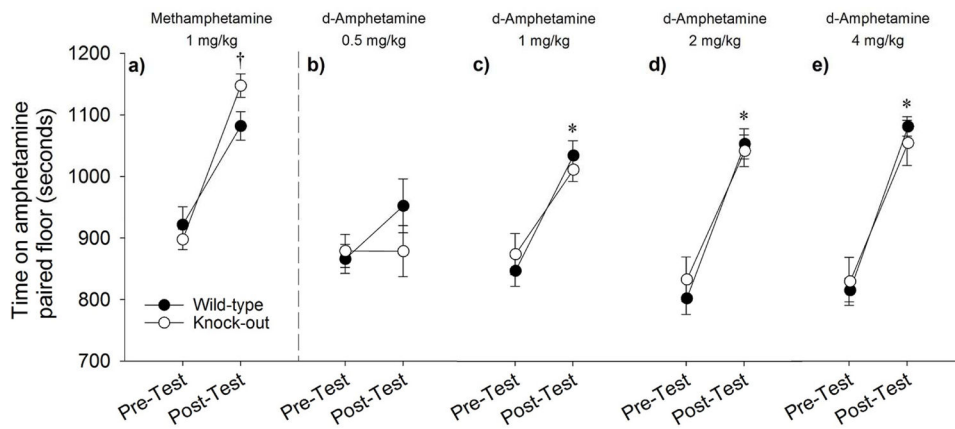 Methamphetamine
1 mg/kg
d-Amphetamine
0.5 mg/kg
d-Amphetamine
1 mg/kg
d-Amphetamine
2 mg/kg
d-Amphetamine
4 mg/kg
Time on amphetamine
paired floor (seconds)
1200
1100
1000
900
800
700
a)
†
b)
c)
*
d)
*
e)
*
Wild-type
Knock-out
Pre-Test
Post-Test
Pre-Test
Post-Test
Pre-Test
Post-Test
Pre-Test
Post-Test
Pre-Test
Post-Test